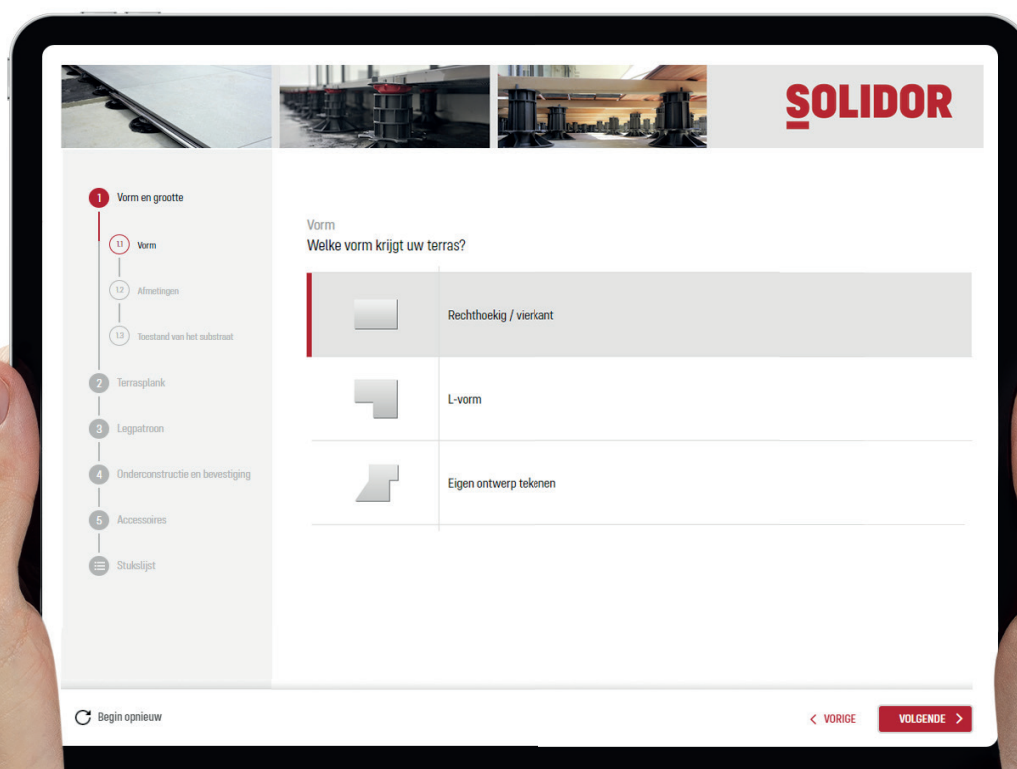 SOLIDOR
1 Vorm en grootte
1.1 Vorm
1.2 Afmetingen
1.3 Toestand van het substraat
2 Terrasplank
3 Legpatroon
4 Onderconstructie en bevestiging
5 Accessoires
Stukslijst
Vorm
Welke vorm krijgt uw terras?
Rechthoekig / vierkant
L-vorm
Eigen ontwerp tekenen
Begin opnieuw
VORIGE
VOLGENDE